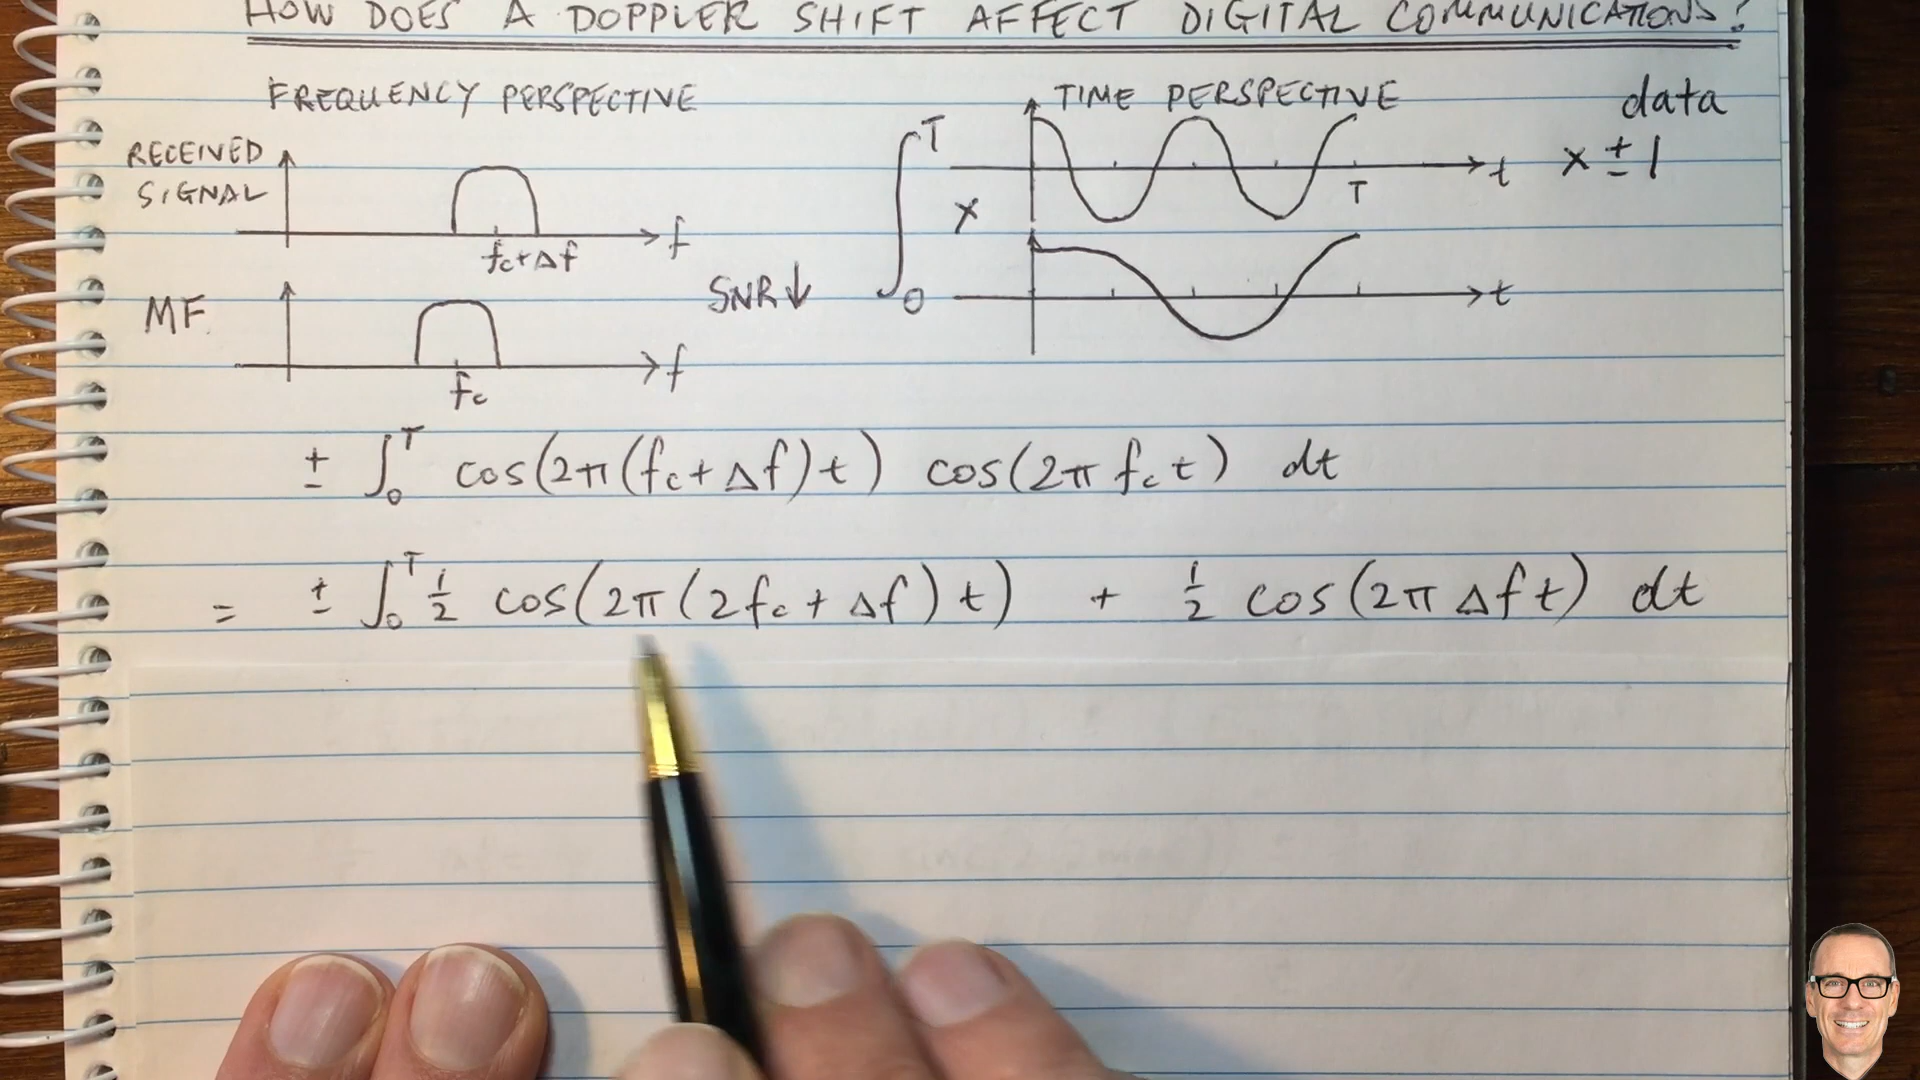 HOW DOES A DOPPLER SHIFT AFFECT DIGITAL COMMUNICATIONS?
FREQUENCY PERSPECTIVE
RECEIVED
SIGNAL
f
fc+Δf
MF
f
fc
SNR↓
TIME PERSPECTIVE
∫₀ᵀ
X
T
t
t
data
x ±1
± ∫₀ᵀ cos(2π(fc+Δf)t) cos(2π fc t) dt
= ± ∫₀ᵀ ½ cos(2π(2fc+Δf)t) + ½ cos(2πΔft) dt